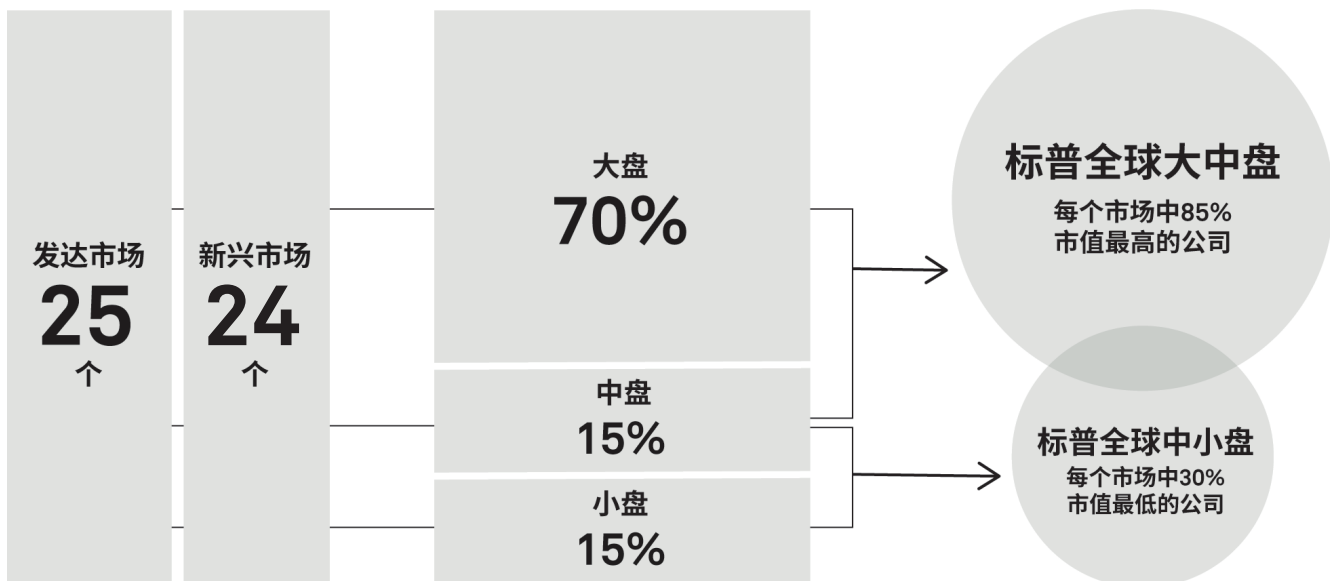 发达市场
25
个
新兴市场
24
个
大盘
70%
中盘
15%
小盘
15%
标普全球大中盘
每个市场中85%
市值最高的公司
标普全球中小盘
每个市场中30%
市值最低的公司